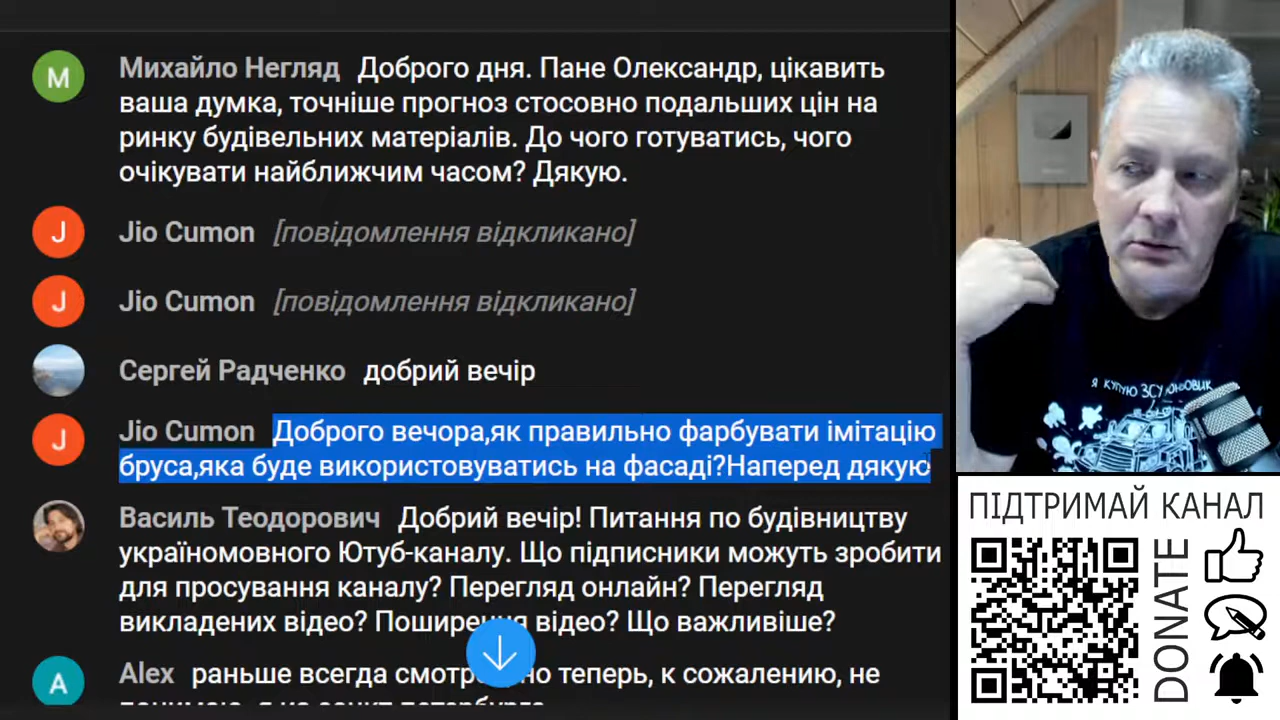 Михайло Негляд Доброго дня. Пане Олександр, цікавить
ваша думка, точніше прогноз стосовно подальших цін на
ринку будівельних матеріалів. До чого готуватись, чого
очікувати найближчим часом? Дякую.
Jio Cumon [повідомлення відкликано]
Jio Cumon [повідомлення відкликано]
Сергей Радченко добрий вечір
Jio Cumon Доброго вечора,як правильно фарбувати імітацію
бруса,яка буде використовуватись на фасаді?Наперед дякую
Василь Теодорович Добрий вечір! Питання по будівництву
україномовного Ютуб-каналу. Що підписники можуть зробити
для просування каналу? Перегляд онлайн? Перегляд
викладених відео? Поширення відео? Що важливіше?
Alex раньше всегда но теперь, к сожалению, не
Я КУПУЮ ЗСУ
ПІДТРИМАЙ КАНАЛ
DONATE